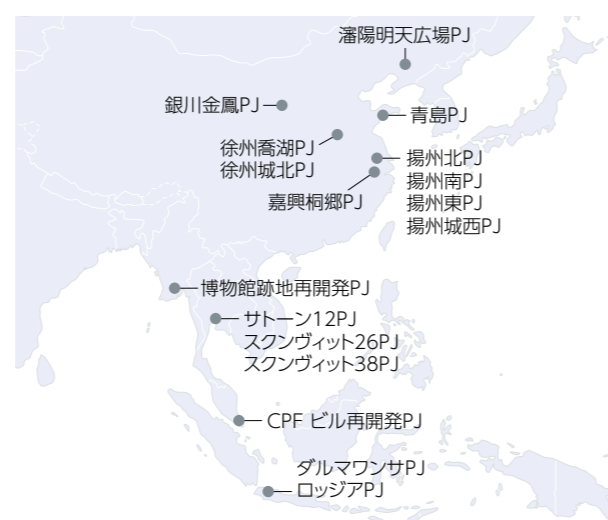 瀋陽明天広場PJ
銀川金鳳PJ
青島PJ
徐州喬湖PJ
徐州城北PJ
揚州北PJ
揚州南PJ
揚州東PJ
揚州城西PJ
嘉興桐郷PJ
博物館跡地再開発PJ
サトーン12PJ
スクンヴィット26PJ
スクンヴィット38PJ
CPF ビル再開発PJ
ダルマワンサPJ
ロッジアPJ